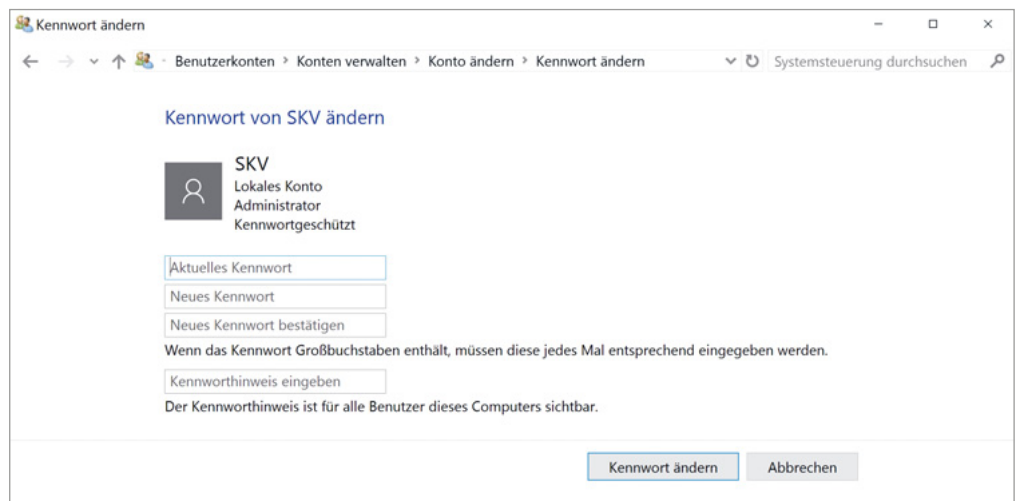 Kennwort ändern
Benutzerkonten > Konten verwalten > Konto ändern > Kennwort ändern Systemsteuerung durchsuchen
Kennwort von SKV ändern
SKV
Lokales Konto
Administrator
Kennwortgeschützt
Aktuelles Kennwort
Neues Kennwort
Neues Kennwort bestätigen
Wenn das Kennwort Großbuchstaben enthält, müssen diese jedes Mal entsprechend eingegeben werden.
Kennworthinweis eingeben
Der Kennworthinweis ist für alle Benutzer dieses Computers sichtbar.
Kennwort ändern Abbrechen